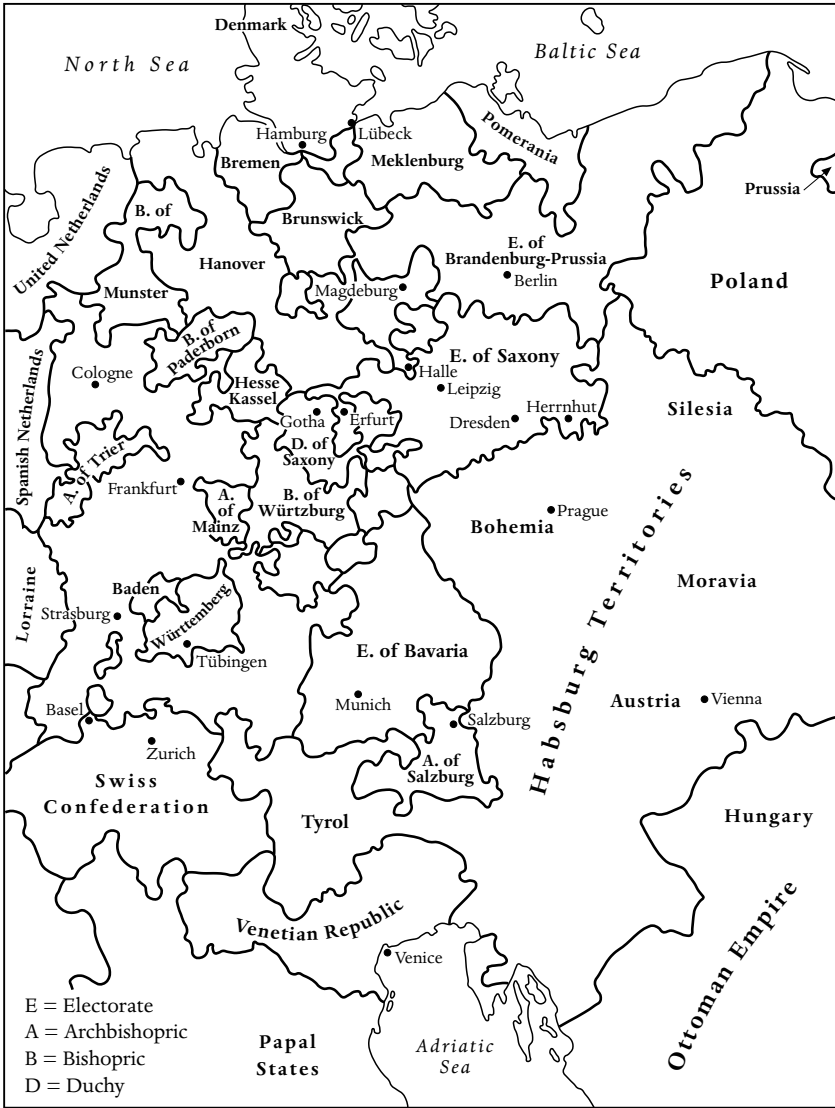 Denmark
North Sea
Baltic Sea
Hamburg
Lübeck
Pomerania
Bremen
Meklenburg
Prussia
United Netherlands
B. of
Brunswick
Hanover
E. of
Brandenburg-Prussia
Berlin
Poland
Munster
Magdeburg
B. of
Paderborn
Spanish Netherlands
Cologne
Hesse
Kassel
Halle
E. of Saxony
Leipzig
Gotha
Erfurt
Dresden
Herrnhut
Silesia
D. of
Saxony
A. of Trier
Frankfurt
A.
of
Mainz
B. of
Würtzburg
Bohemia
Prague
Habsburg Territories
Moravia
Lorraine
Baden
Strasburg
Württemberg
Tübingen
E. of Bavaria
Munich
Austria
Vienna
Basel
Zurich
Salzburg
A. of
Salzburg
Swiss
Confederation
Tyrol
Hungary
Venetian Republic
Venice
Ottoman Empire
E = Electorate
A = Archbishopric
B = Bishopric
D = Duchy
Papal
States
Adriatic
Sea